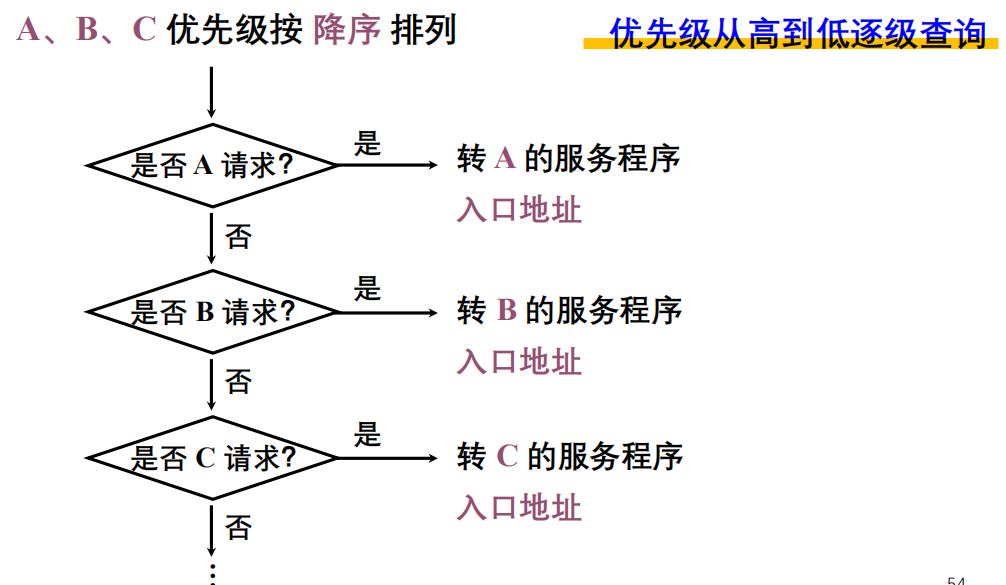 A、B、C 优先级按 降序 排列
优先级从高到低逐级查询
是否 A 请求？
是
转 A 的服务程序
入口地址
否
是否 B 请求？
是
转 B 的服务程序
入口地址
否
是否 C 请求？
是
转 C 的服务程序
入口地址
否
…
54